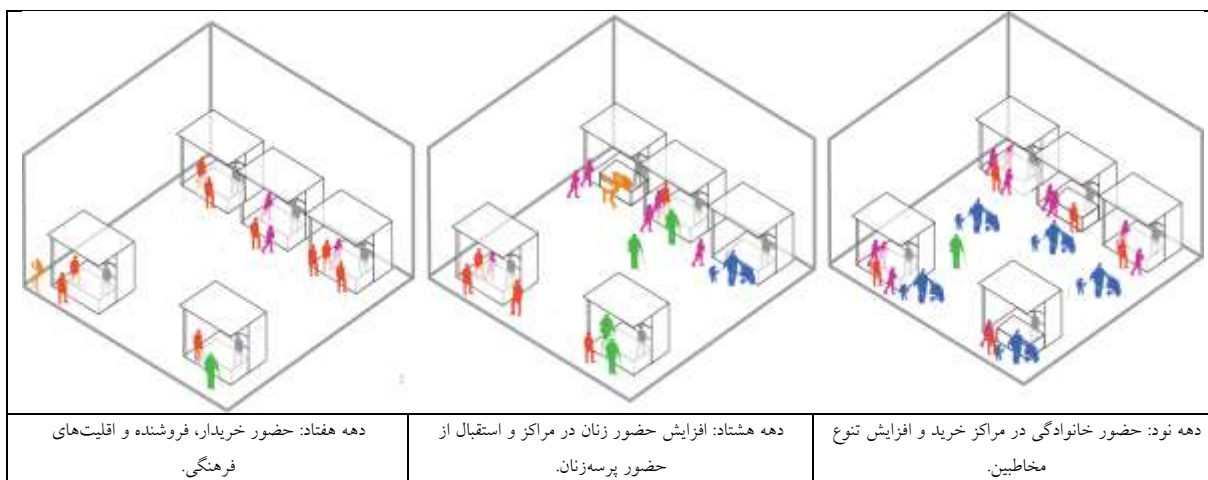 دهه نود: حضور خانوادگی در مراکز خرید و افزایش تنوع
مخاطبین.
دهه هشتاد: افزایش حضور زنان در مراکز و استقبال از
حضور پرسه‌زنان.
دهه هفتاد: حضور خریدار، فروشنده و اقلیت‌های
فرهنگی.